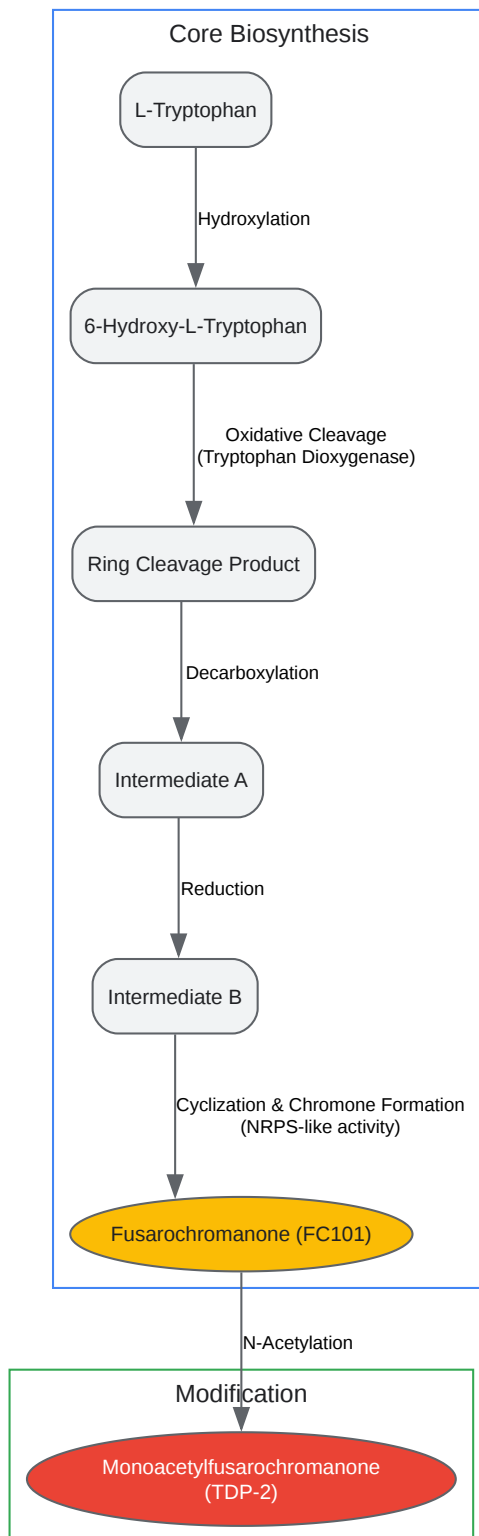 Core Biosynthesis
L-Tryptophan
Hydroxylation
6-Hydroxy-L-Tryptophan
Oxidative Cleavage
(Tryptophan Dioxygenase)
Ring Cleavage Product
Decarboxylation
Intermediate A
Reduction
Intermediate B
Cyclization & Chromone Formation
(NRPS-like activity)
Fusarochromanone (FC101)
N-Acetylation
Modification
Monoacetylfusarochromanone
(TDP-2)